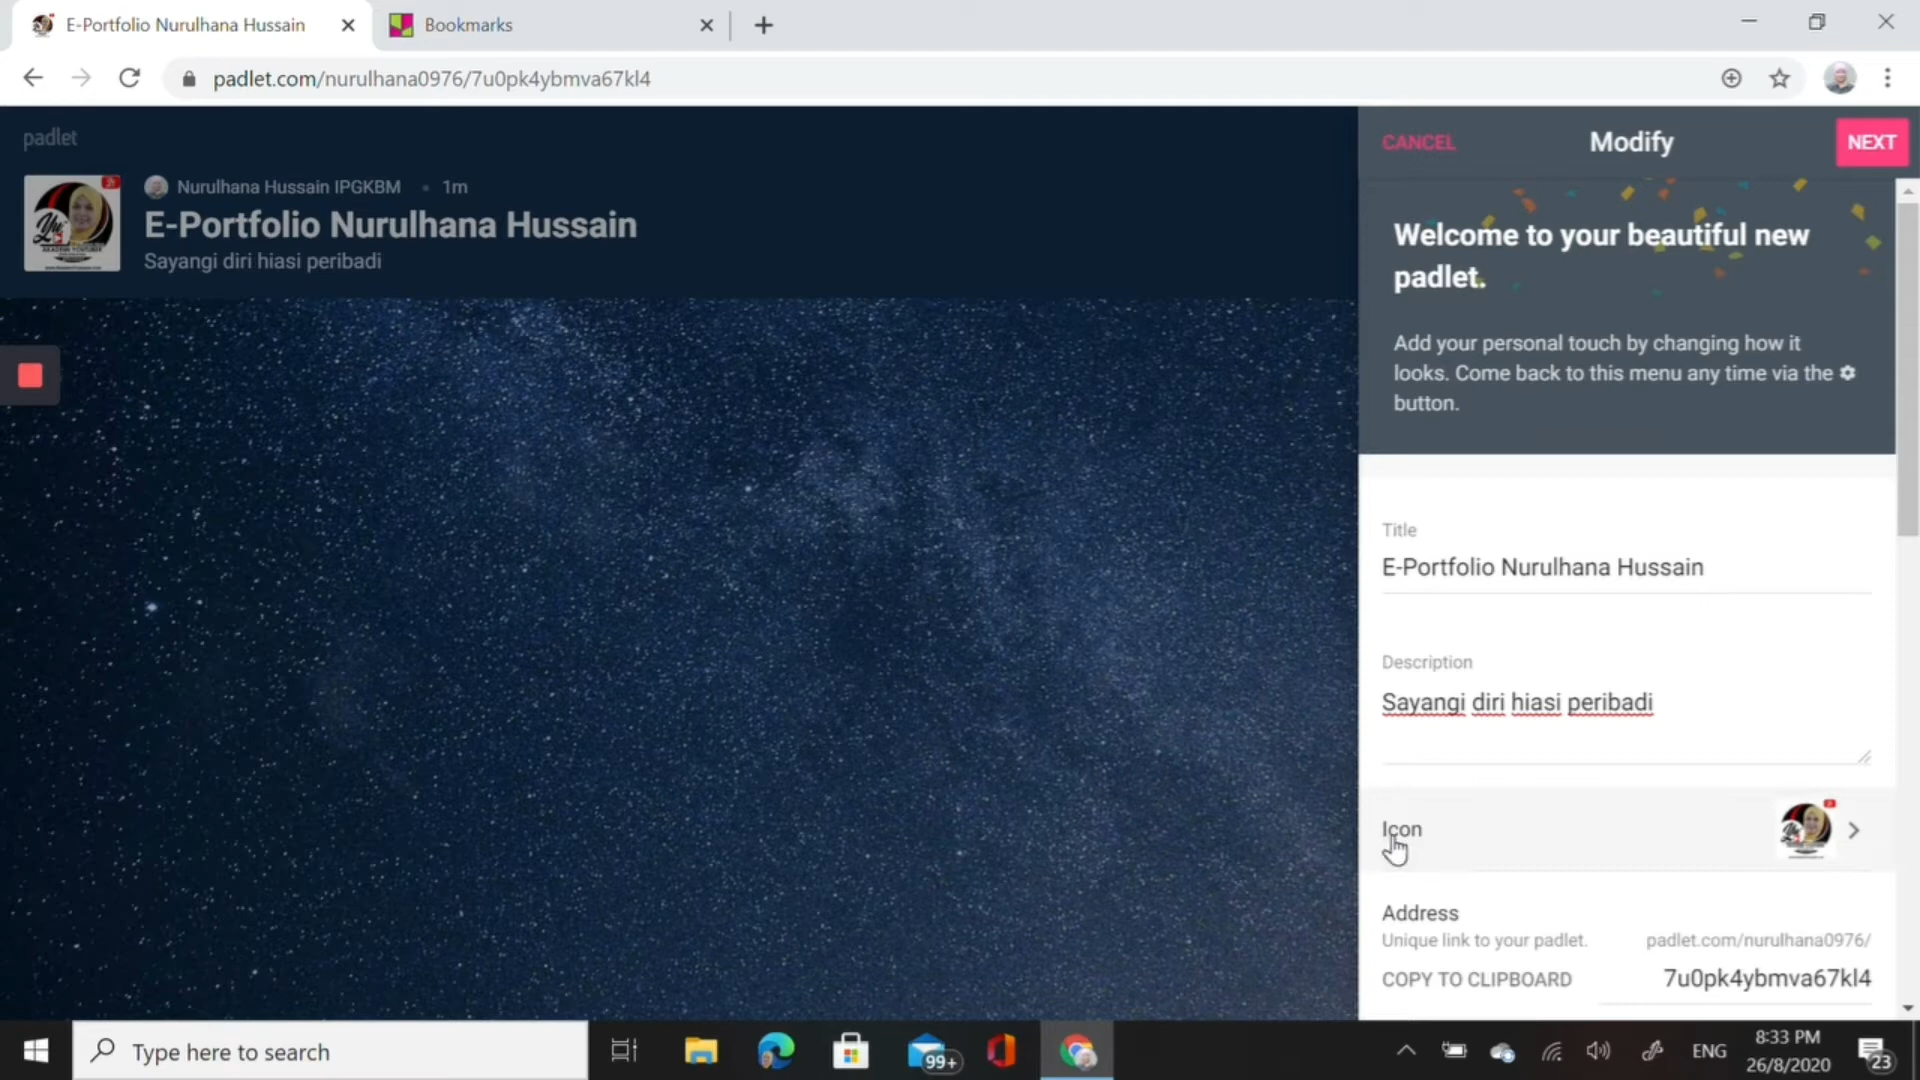 E-Portfolio Nurulhana Hussain
Bookmarks
padlet.com/nurulhana0976/7u0pk4ybmva67kl4
padlet
Nurulhana Hussain IPGKBM • 1m
E-Portfolio Nurulhana Hussain
Sayangi diri hiasi peribadi
CANCEL
Modify
NEXT
Welcome to your beautiful new
padlet.
Add your personal touch by changing how it
looks. Come back to this menu any time via the
button.
Title
E-Portfolio Nurulhana Hussain
Description
Sayangi diri hiasi peribadi
Icon
Address
Unique link to your padlet.
padlet.com/nurulhana0976/
COPY TO CLIPBOARD
7u0pk4ybmva67kl4
Type here to search
99+
ENG
8:33 PM
26/8/2020
23